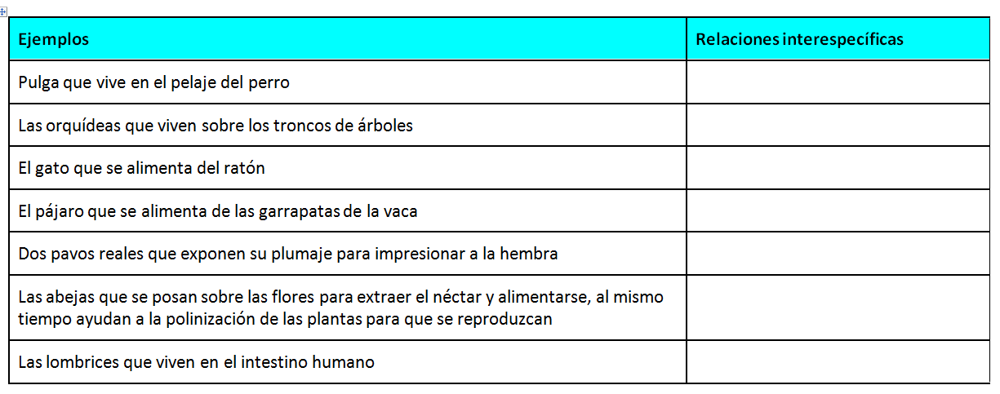 Ejemplos
Relaciones interespecíficas
Pulga que vive en el pelaje del perro
Las orquídeas que viven sobre los troncos de árboles
El gato que se alimenta del ratón
El pájaro que se alimenta de las garrapatas de la vaca
Dos pavos reales que exponen su plumaje para impresionar a la hembra
Las abejas que se posan sobre las flores para extraer el néctar y alimentarse, al mismo
tiempo ayudan a la polinización de las plantas para que se reproduzcan
Las lombrices que viven en el intestino humano